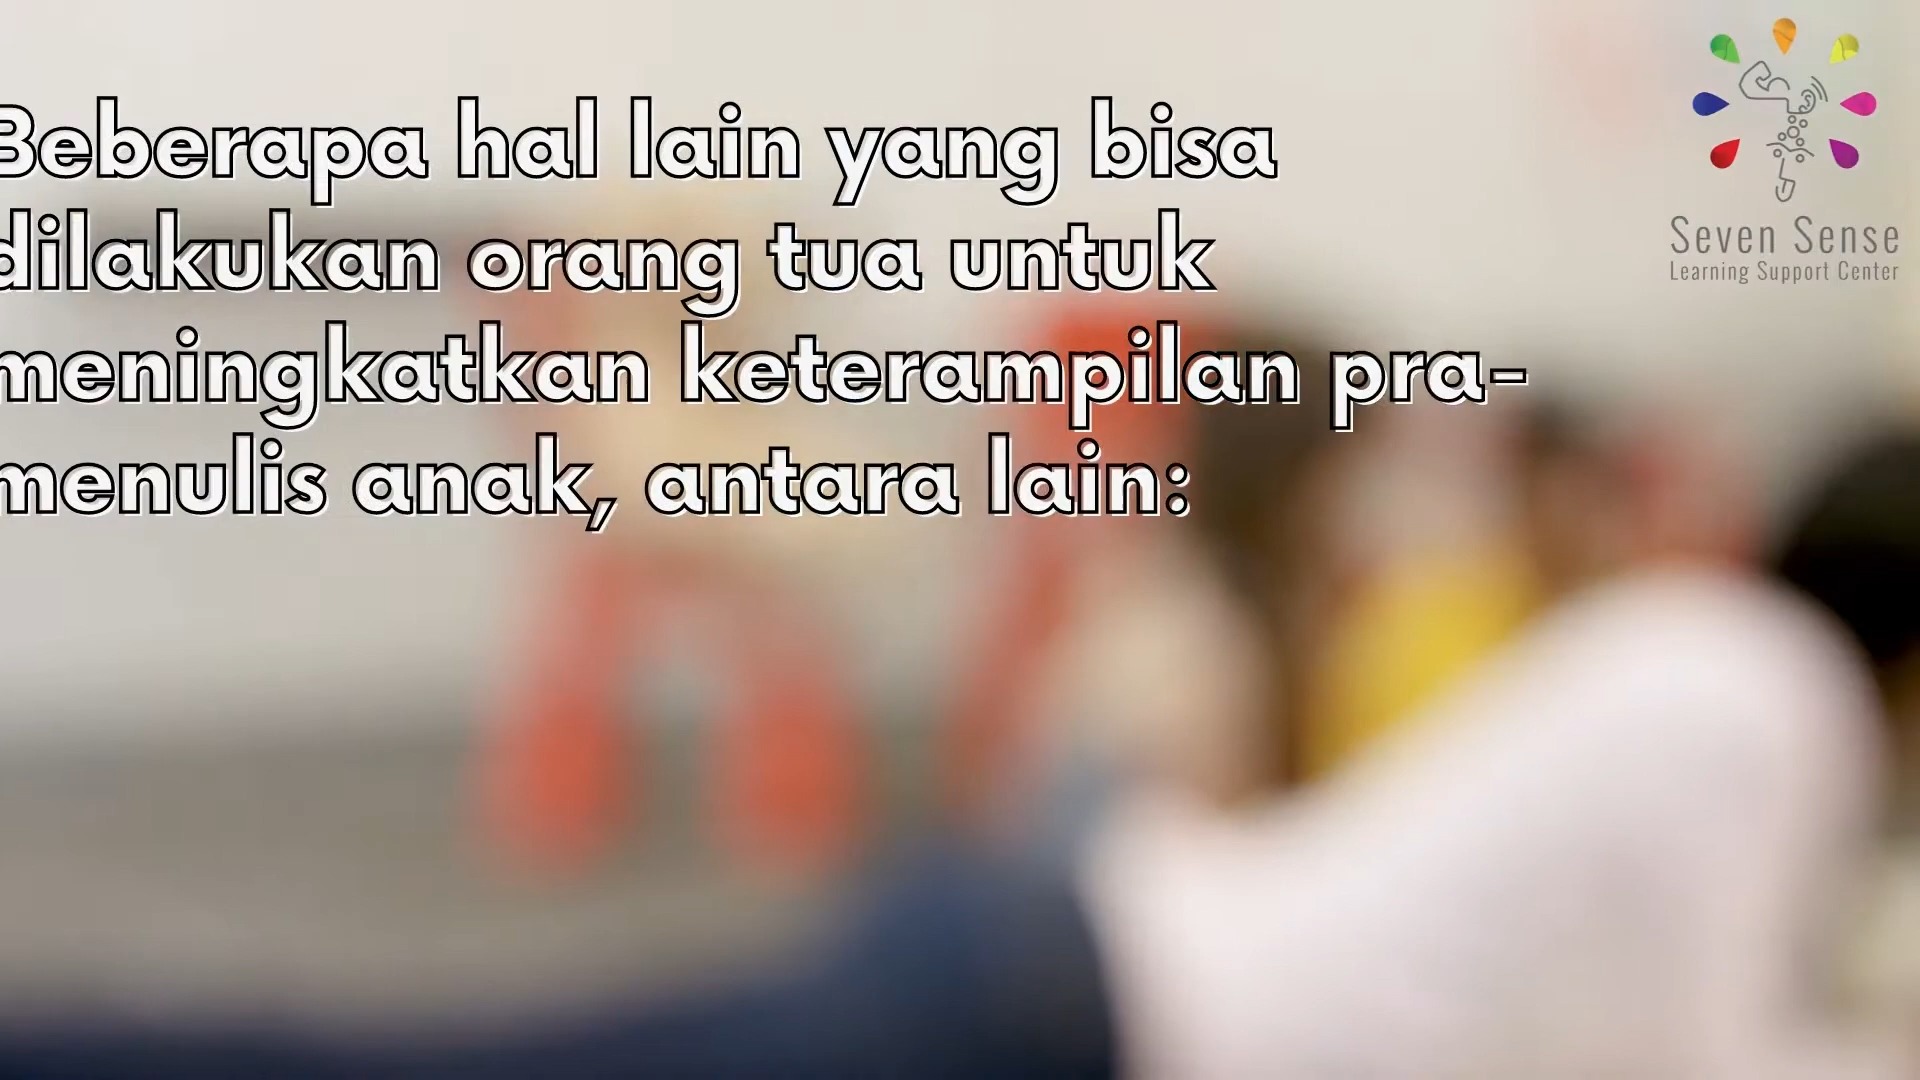 Beberapa hal lain yang bisa
dilakukan orang tua untuk
meningkatkan keterampilan pra-
menulis anak, antara lain:
Seven Sense
Learning Support Center